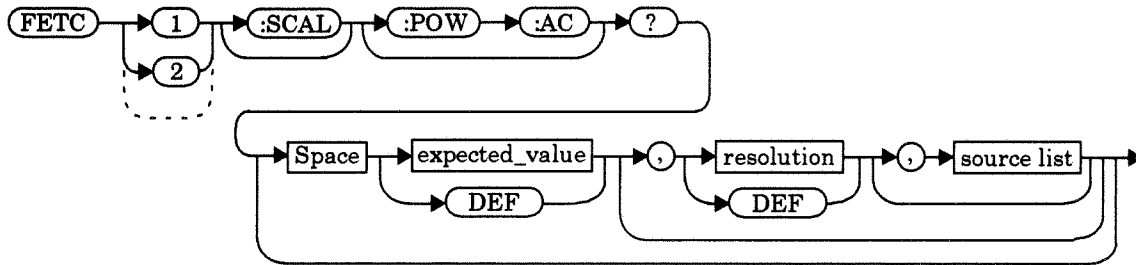 FETC 1 :SCAL :POW :AC ?
2
Space expected_value , resolution , source list
DEF DEF